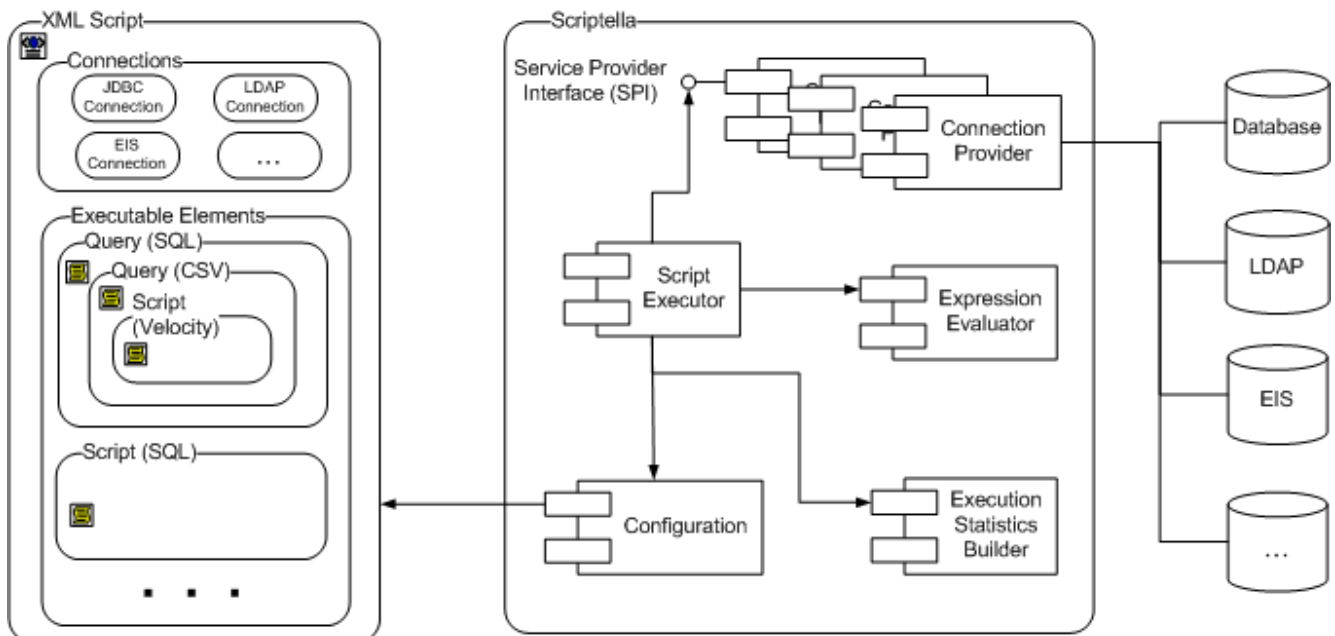 XML Script
Connections
JDBC
Connection
LDAP
Connection
EIS
Connection
...
Executable Elements
Query (SQL)
Query (CSV)
Script
(Velocity)
Script (SQL)
Scriptella
Service Provider
Interface (SPI)
Connection
Provider
Script
Executor
Expression
Evaluator
Configuration
Execution
Statistics
Builder
Database
LDAP
EIS
...